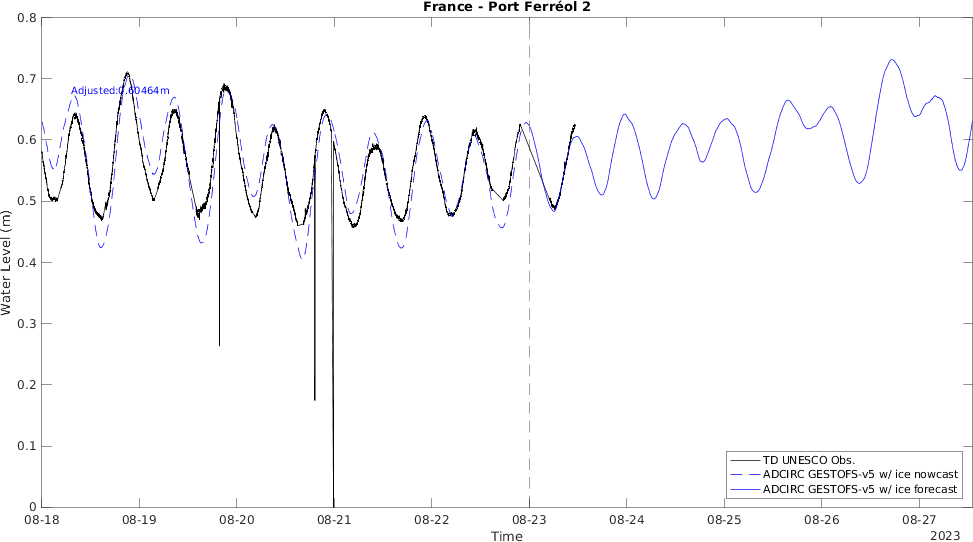 France - Port Ferréol 2
0.8
0.7
Adjusted:0.60464m
0.6
0.5
0.4
0.3
0.2
0.1
0
Water Level (m)
TD UNESCO Obs.
ADCIRC GESTOFS-v5 w/ ice nowcast
ADCIRC GESTOFS-v5 w/ ice forecast
08-18 08-19 08-20 08-21 08-22 08-23 08-24 08-25 08-26 08-27
Time
2023